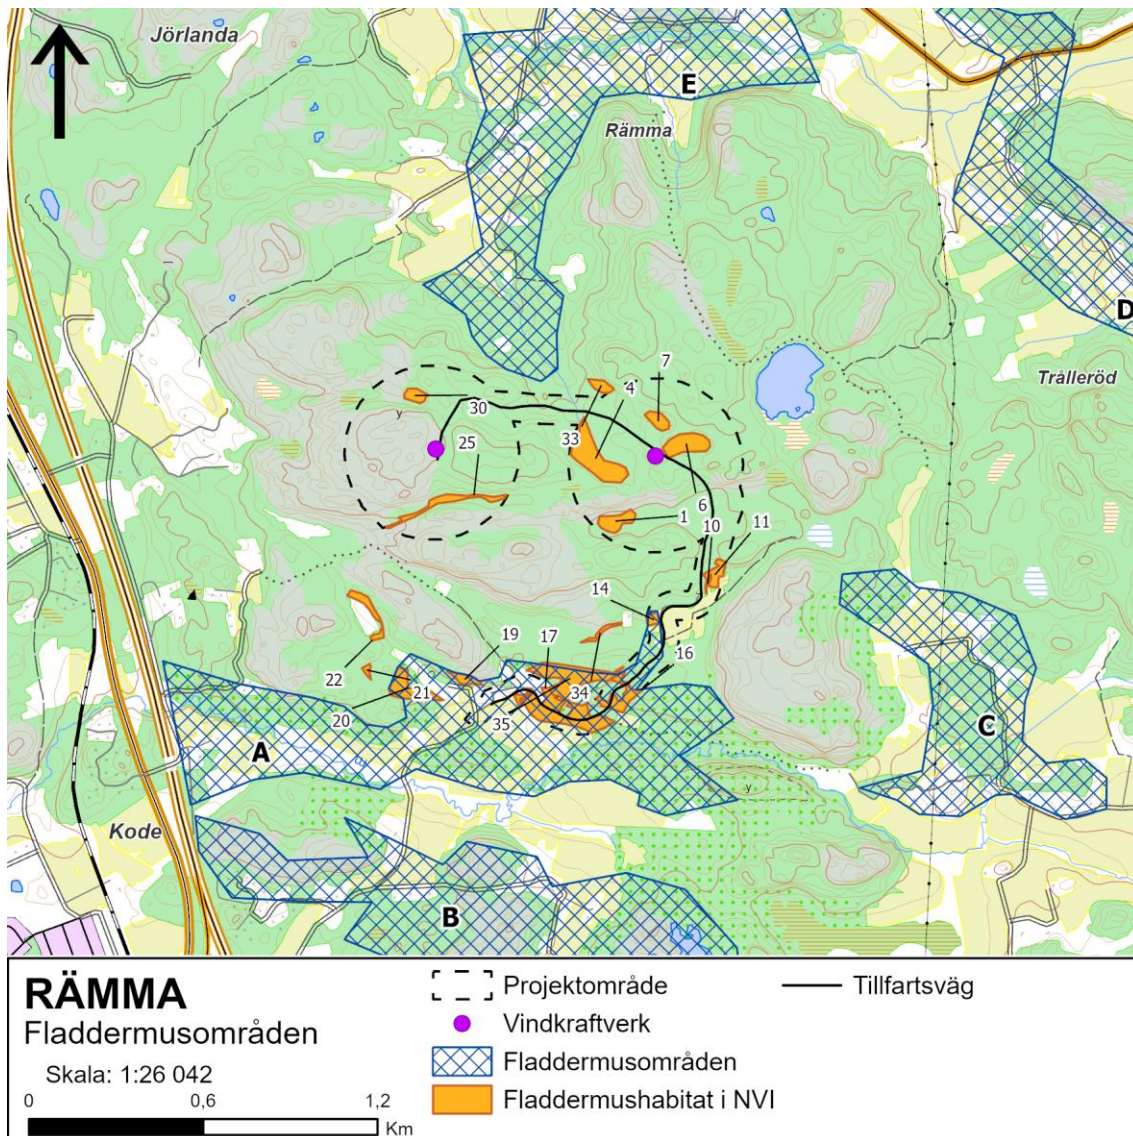 Jörlanda
E
Rämma
D
Trålleröd
7
4
30
25
33
6
1
10
11
14
19
17
16
22
21
34
20
35
A
C
Kode
B
y
y
RÄMMA
Fladdermusområden
Skala: 1:26 042
0 0,6 1,2
Km
Projektområde
Vindkraftverk
Fladdermusområden
Fladdermushabitat i NVI
Tillfartsväg